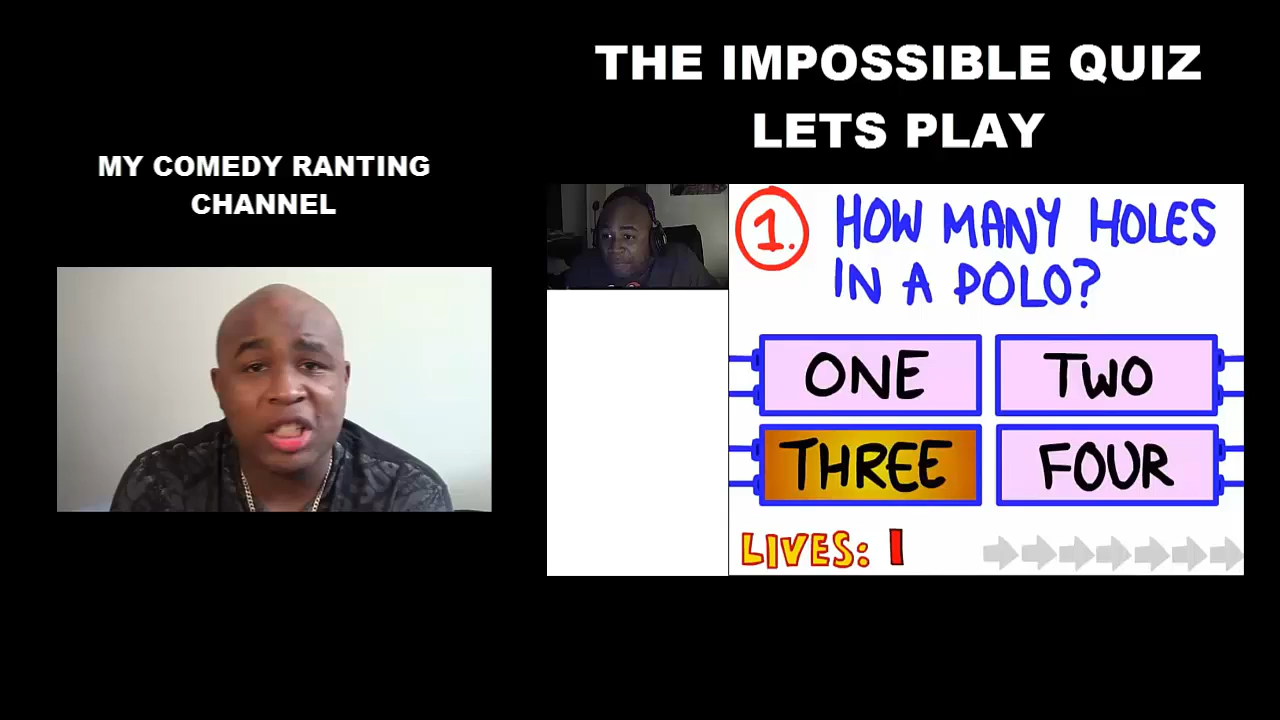 THE IMPOSSIBLE QUIZ
LETS PLAY
MY COMEDY RANTING
CHANNEL
1. HOW MANY HOLES
IN A POLO?
ONE
TWO
THREE
FOUR
LIVES: 1